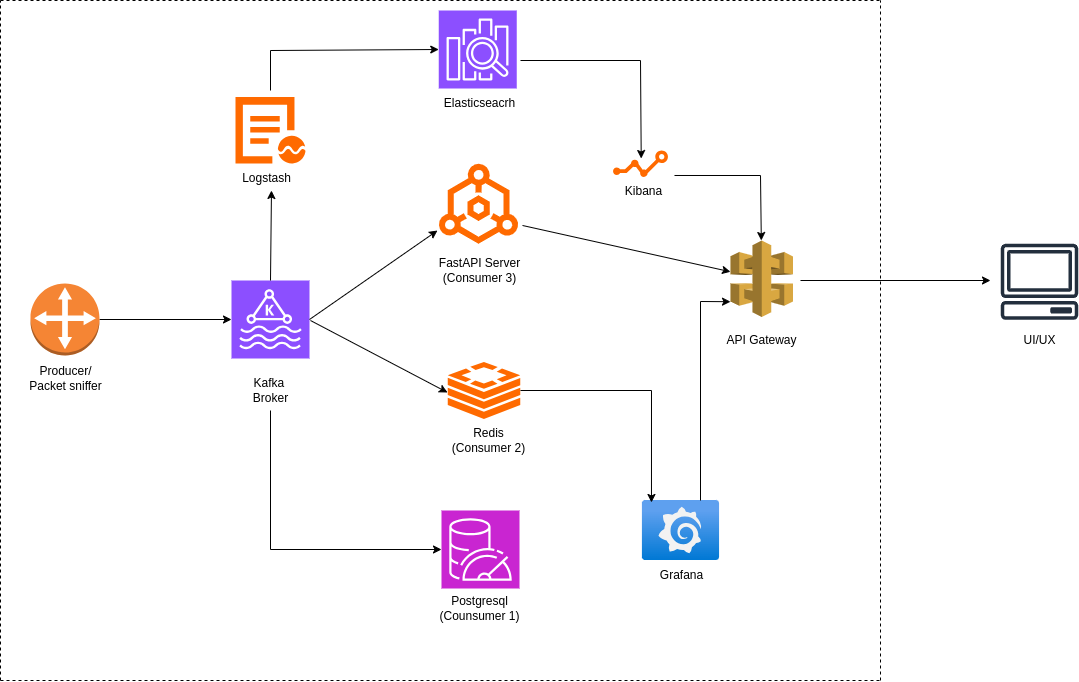 Elasticseacrh
Logstash
Kibana
FastAPI Server
(Consumer 3)
K
Producer/
Packet sniffer
Kafka
Broker
API Gateway
UI/UX
Redis
(Consumer 2)
Grafana
Postgresql
(Counsumer 1)